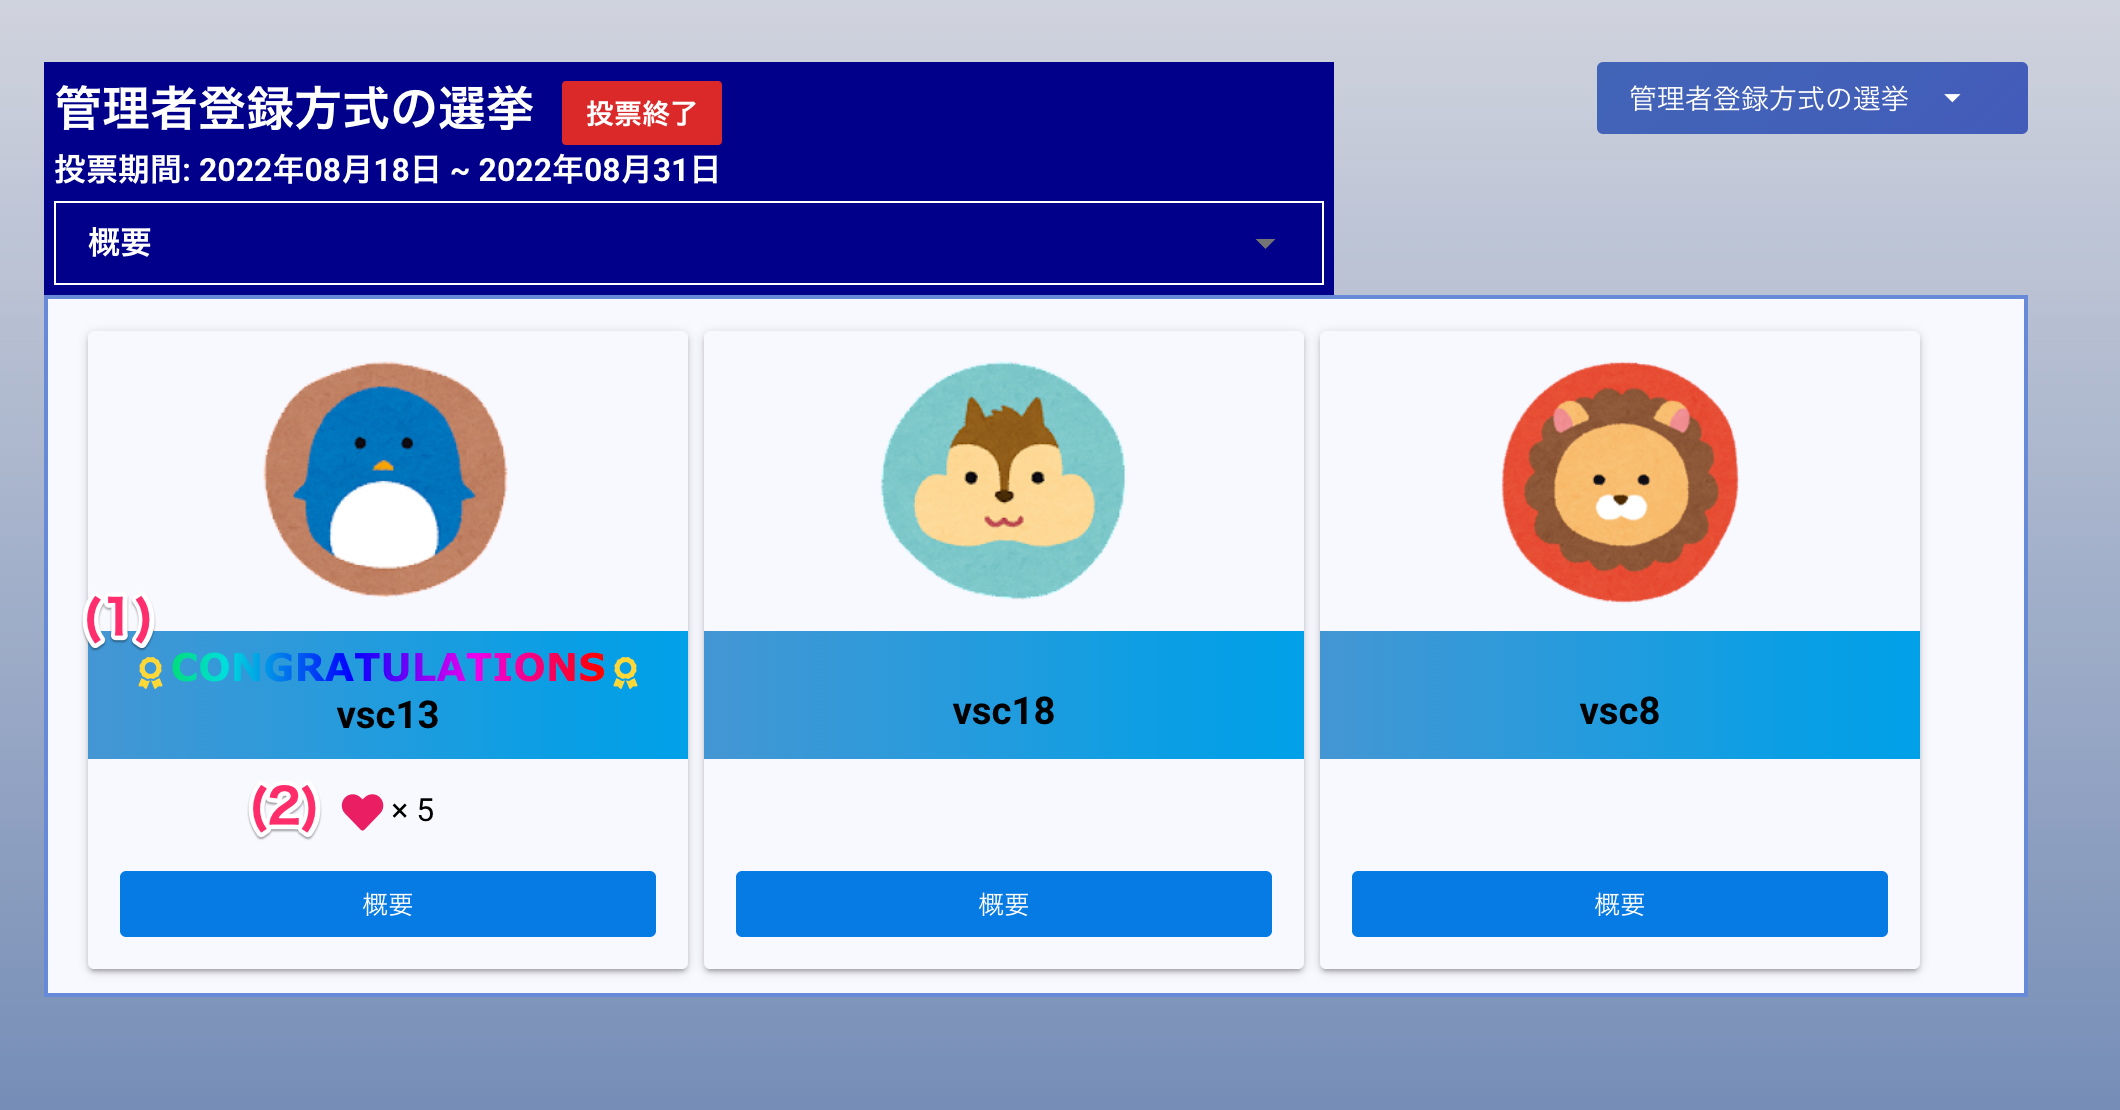 管理者登録方式の選挙 投票終了
管理者登録方式の選挙
投票期間: 2022年08月18日 ~ 2022年08月31日
概要
(1)
CONGRATULATIONS
vsc13
vsc18
vsc8
(2) × 5
概要
概要
概要